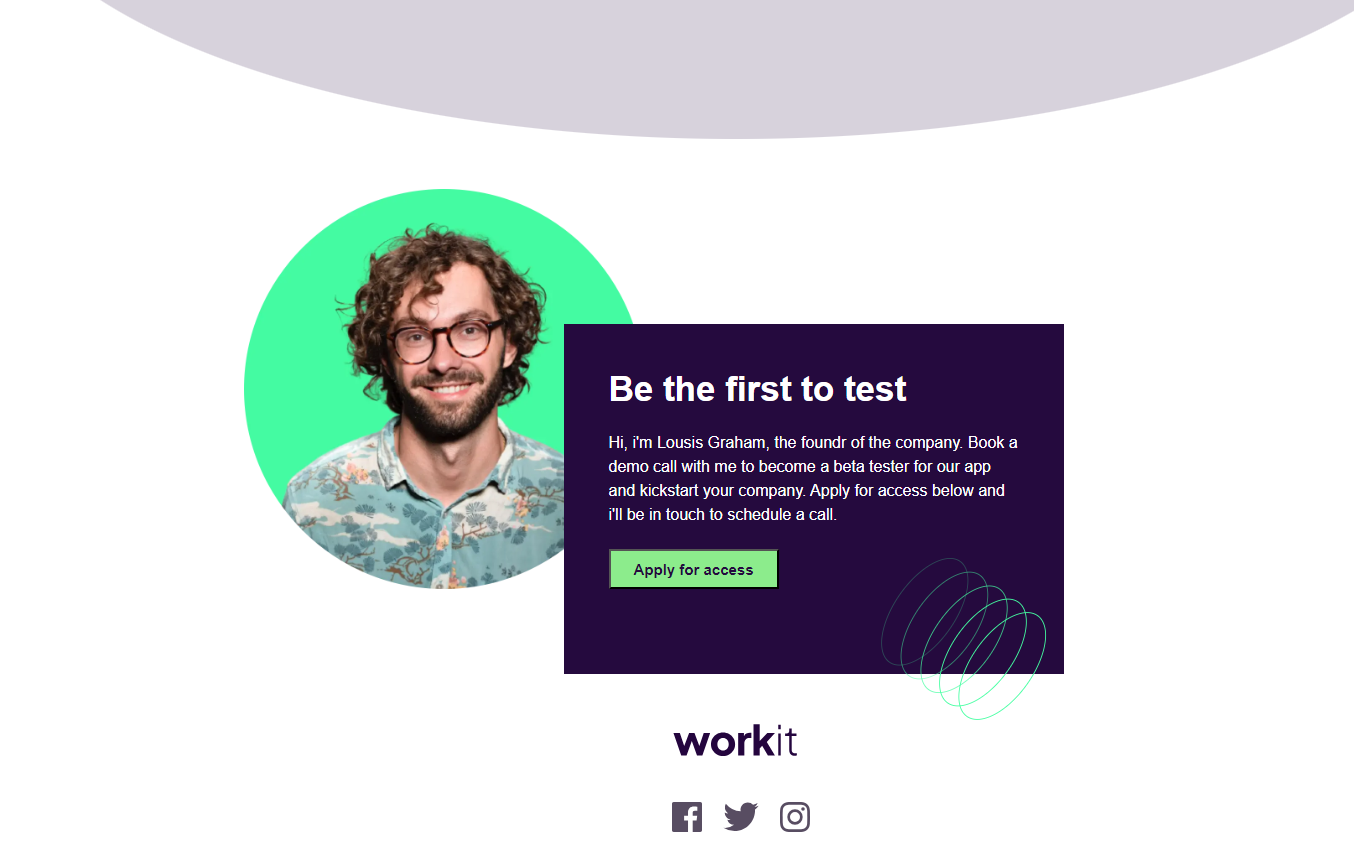 Be the first to test
Hi, i'm Lousis Graham, the foundr of the company. Book a
demo call with me to become a beta tester for our app
and kickstart your company. Apply for access below and
i'll be in touch to schedule a call.
Apply for access
workit